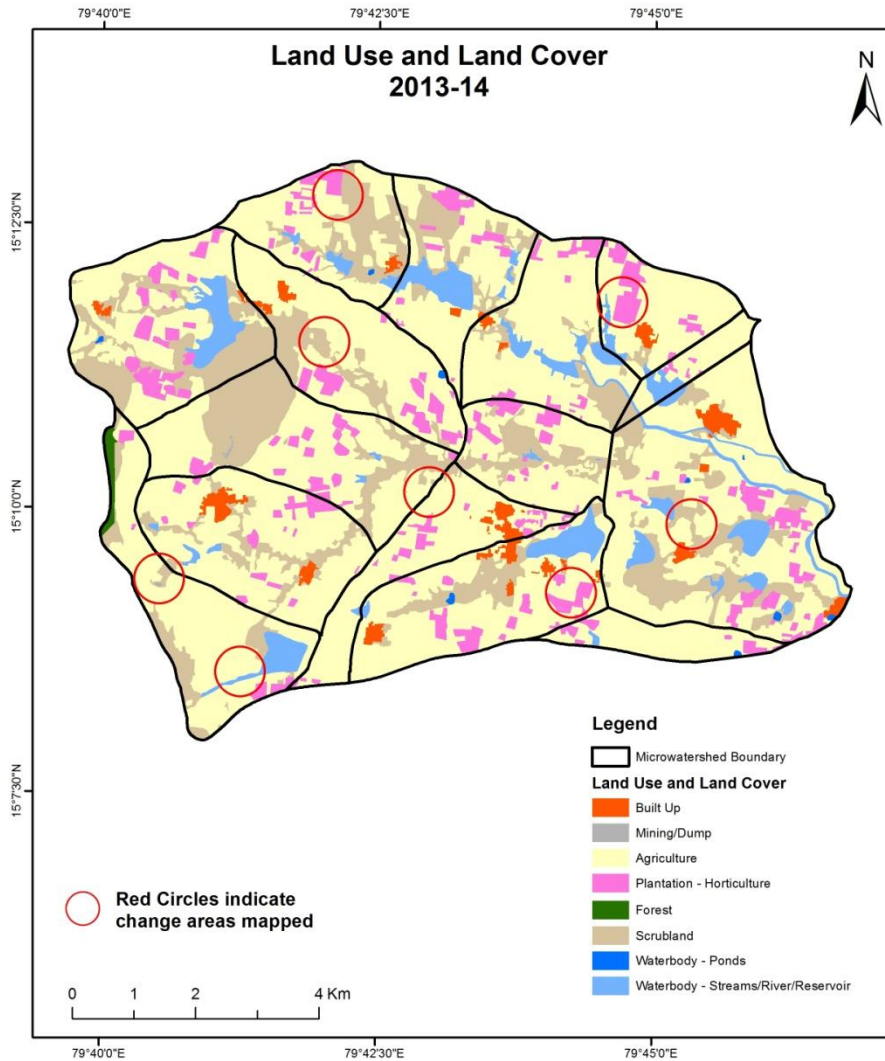 79°40'0"E
79°42'30"E
79°45'0"E
Land Use and Land Cover
2013-14
N
15°12'30"N
15°10'0"N
15°7'30"N
Legend
Microwatershed Boundary
Land Use and Land Cover
Built Up
Mining/Dump
Agriculture
Plantation - Horticulture
Forest
Scrubland
Waterbody - Ponds
Waterbody - Streams/River/Reservoir
Red Circles indicate
change areas mapped
0 1 2 4 Km
79°40'0"E
79°42'30"E
79°45'0"E